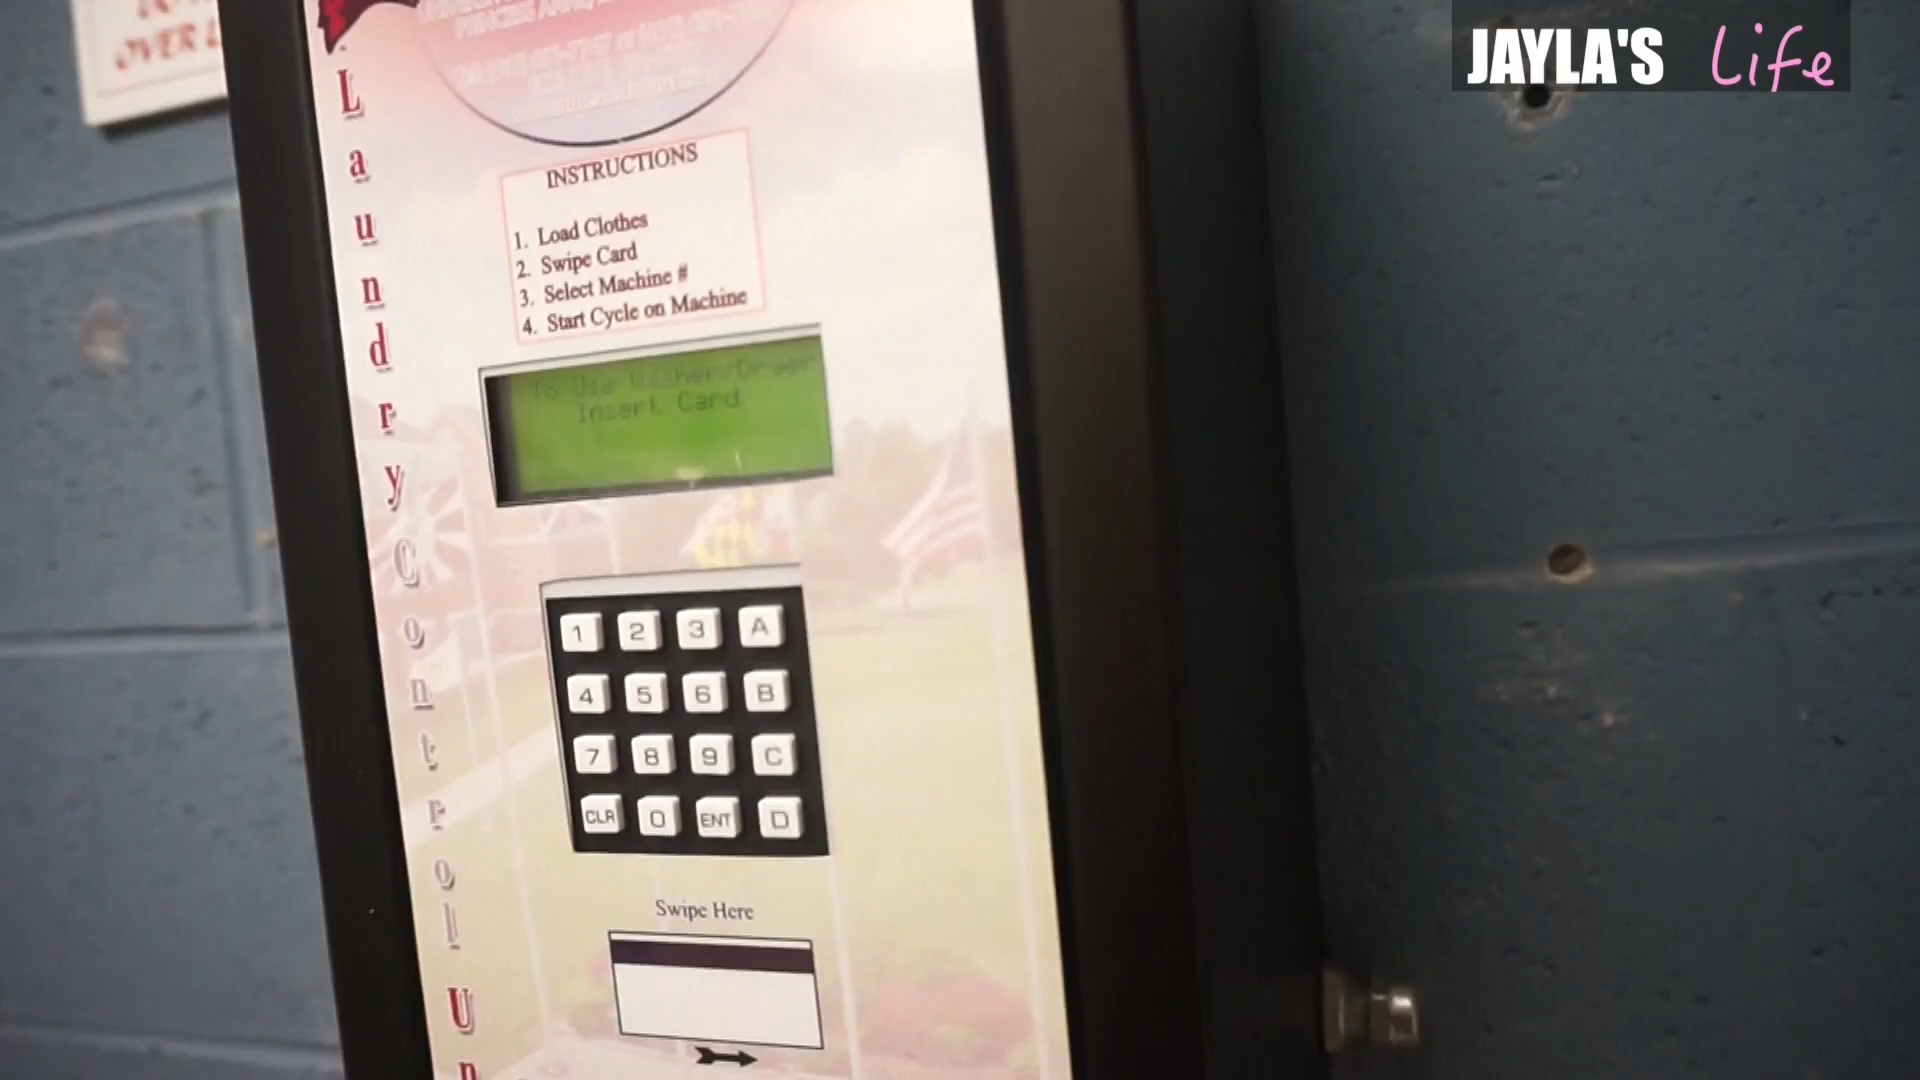 JAYLA'S Life
OVER
INSTRUCTIONS
1. Load Clothes
2. Swipe Card
3. Select Machine #
4. Start Cycle on Machine
To Use Washer/Dryer
Insert Card
1 2 3 A
4 5 6 B
7 8 9 C
CLR 0 ENT D
Swipe Here
Laundry Control Un